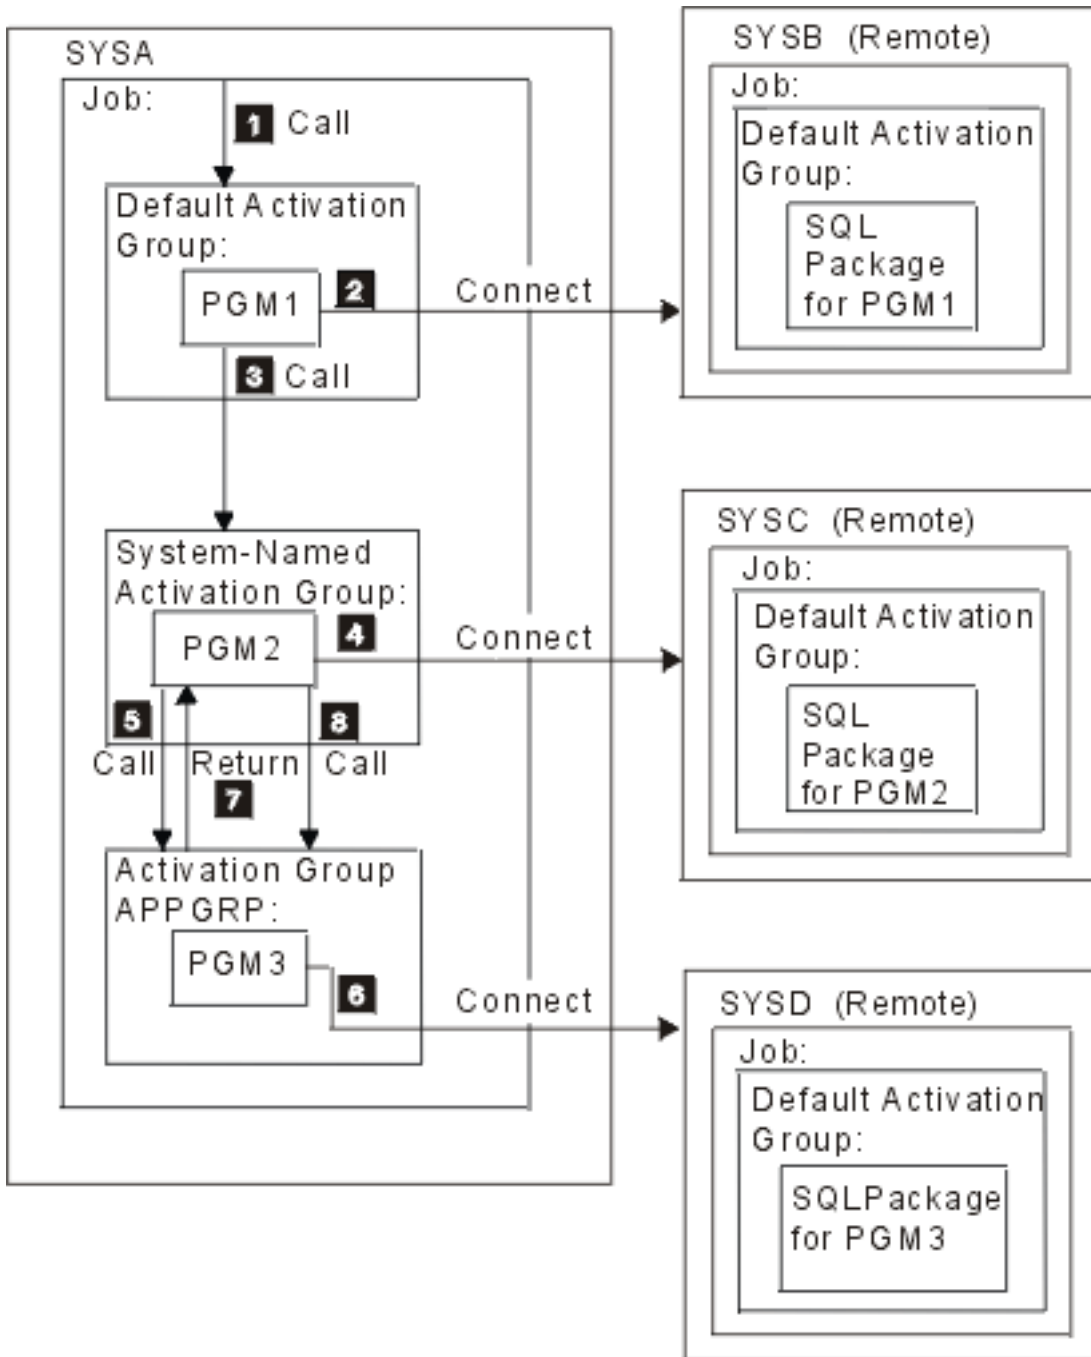 SYSA
Job:
1 Call
Default Activation
Group:
PGM1
2
Connect
3 Call
System-Named
Activation Group:
PGM2
4
Connect
5
8
Call
Return
Call
7
Activation Group
APPGRP:
PGM3
6
Connect
SYSB (Remote)
Job:
Default Activation
Group:
SQL
Package
for PGM1
SYSC (Remote)
Job:
Default Activation
Group:
SQL
Package
for PGM2
SYSD (Remote)
Job:
Default Activation
Group:
SQLPackage
for PGM3